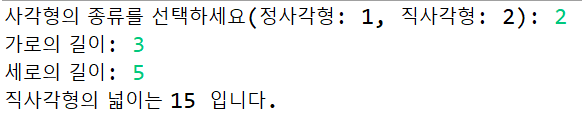 사각형의 종류를 선택하세요(정사각형: 1, 직사각형: 2): 2
가로의 길이: 3
세로의 길이: 5
직사각형의 넓이는 15 입니다.